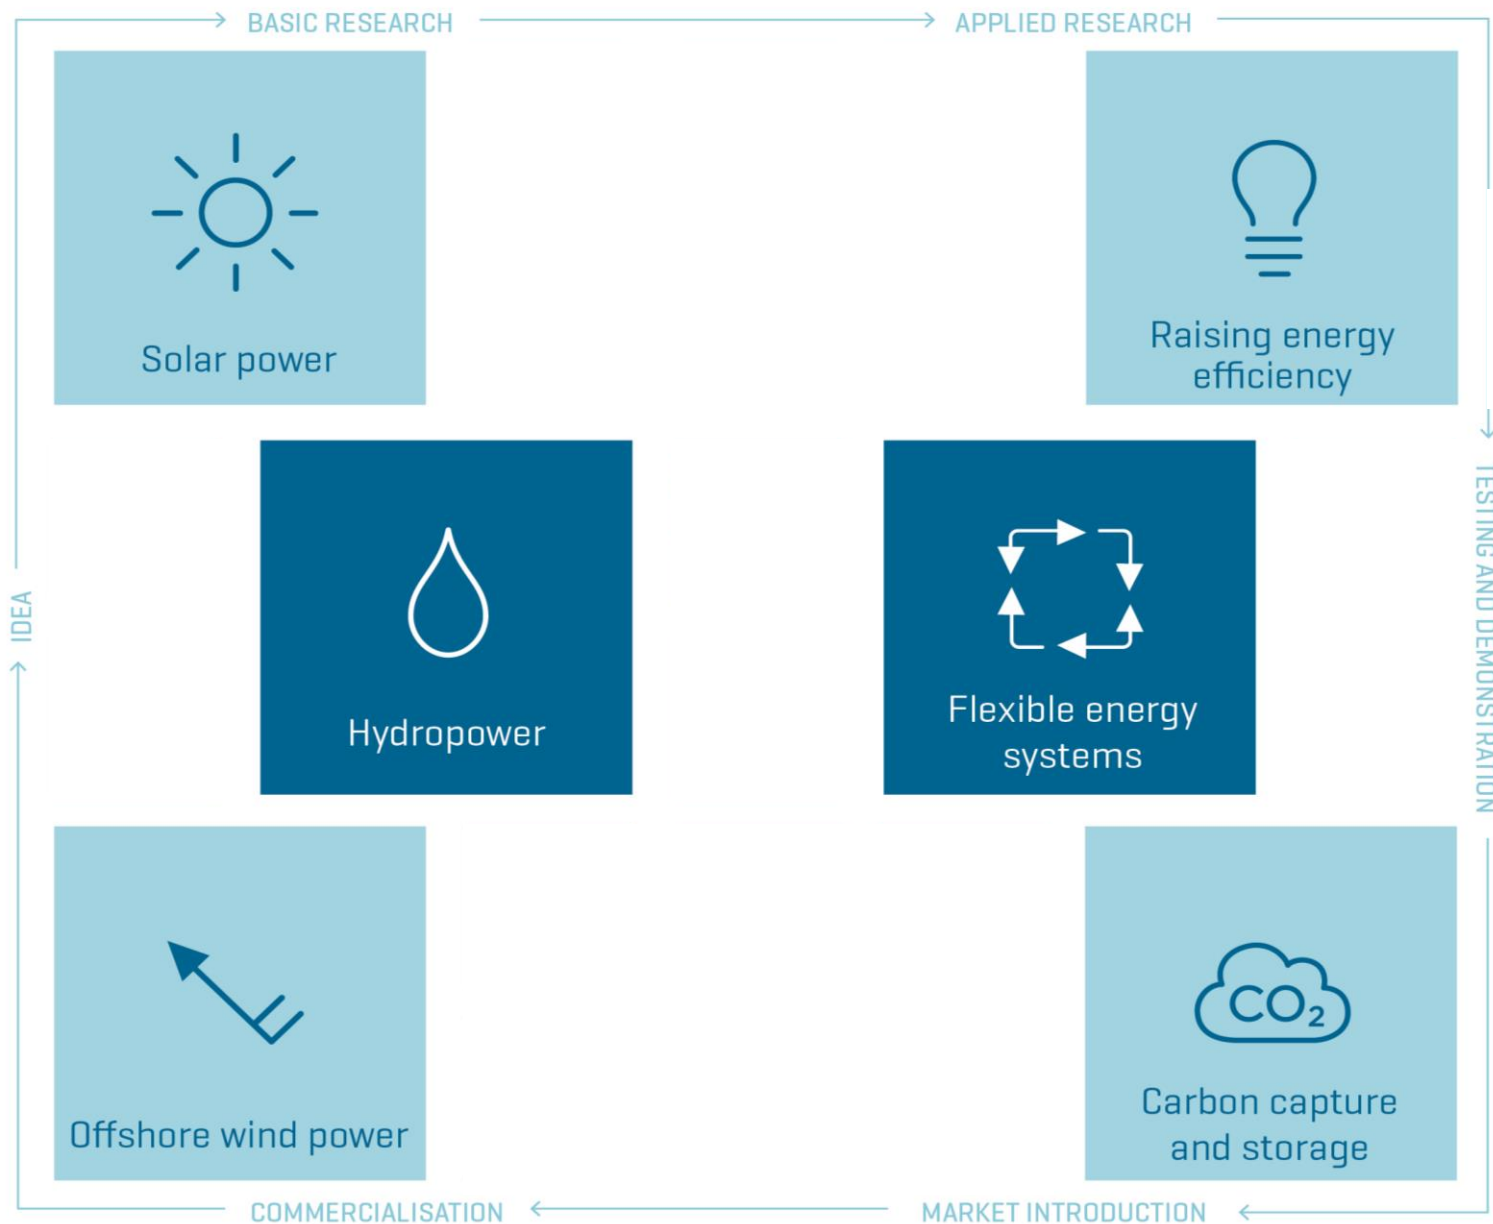 BASIC RESEARCH
APPLIED RESEARCH
Solar power
Raising energy
efficiency
IDEA
Hydropower
Flexible energy
systems
TESTING AND DEMONSTRATION
Offshore wind power
CO₂
Carbon capture
and storage
COMMERCIALISATION
MARKET INTRODUCTION